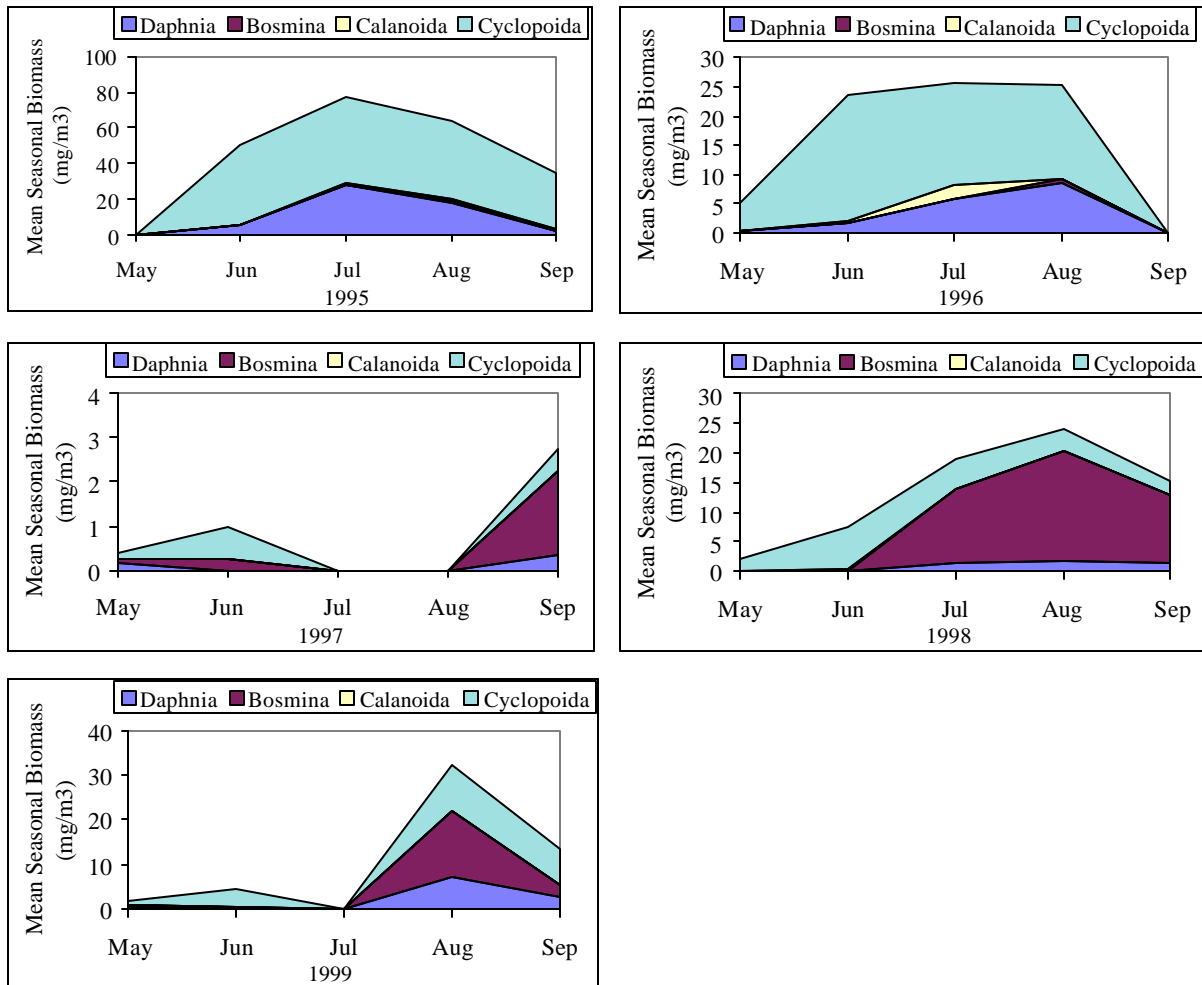 Daphnia Bosmina Calanoida Cyclopoida
Mean Seasonal Biomass
(mg/m3)
100
80
60
40
20
0
May Jun Jul Aug Sep
1995
Daphnia Bosmina Calanoida Cyclopoida
Mean Seasonal Biomass
(mg/m3)
30
25
20
15
10
5
0
May Jun Jul Aug Sep
1996
Daphnia Bosmina Calanoida Cyclopoida
Mean Seasonal Biomass
(mg/m3)
4
3
2
1
0
May Jun Jul Aug Sep
1997
Daphnia Bosmina Calanoida Cyclopoida
Mean Seasonal Biomass
(mg/m3)
30
25
20
15
10
5
0
May Jun Jul Aug Sep
1998
Daphnia Bosmina Calanoida Cyclopoida
Mean Seasonal Biomass
(mg/m3)
40
30
20
10
0
May Jun Jul Aug Sep
1999